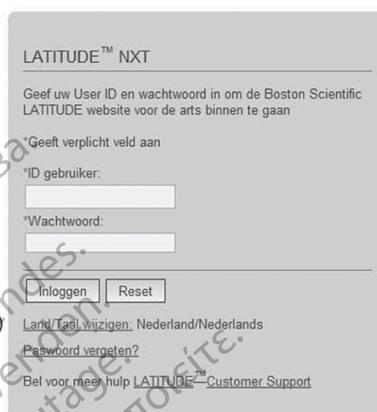 LATITUDE™ NXT
Geef uw User ID en wachtwoord in om de Boston Scientific
LATITUDE website voor de arts binnen te gaan
*Geeft verplicht veld aan
*ID gebruiker:
*Wachtwoord:
Inloggen Reset
Land/Taal wijzigen: Nederland/Nederlands
Paswoord vergeten?
Bel voor meer hulp LATITUDE™ Customer Support